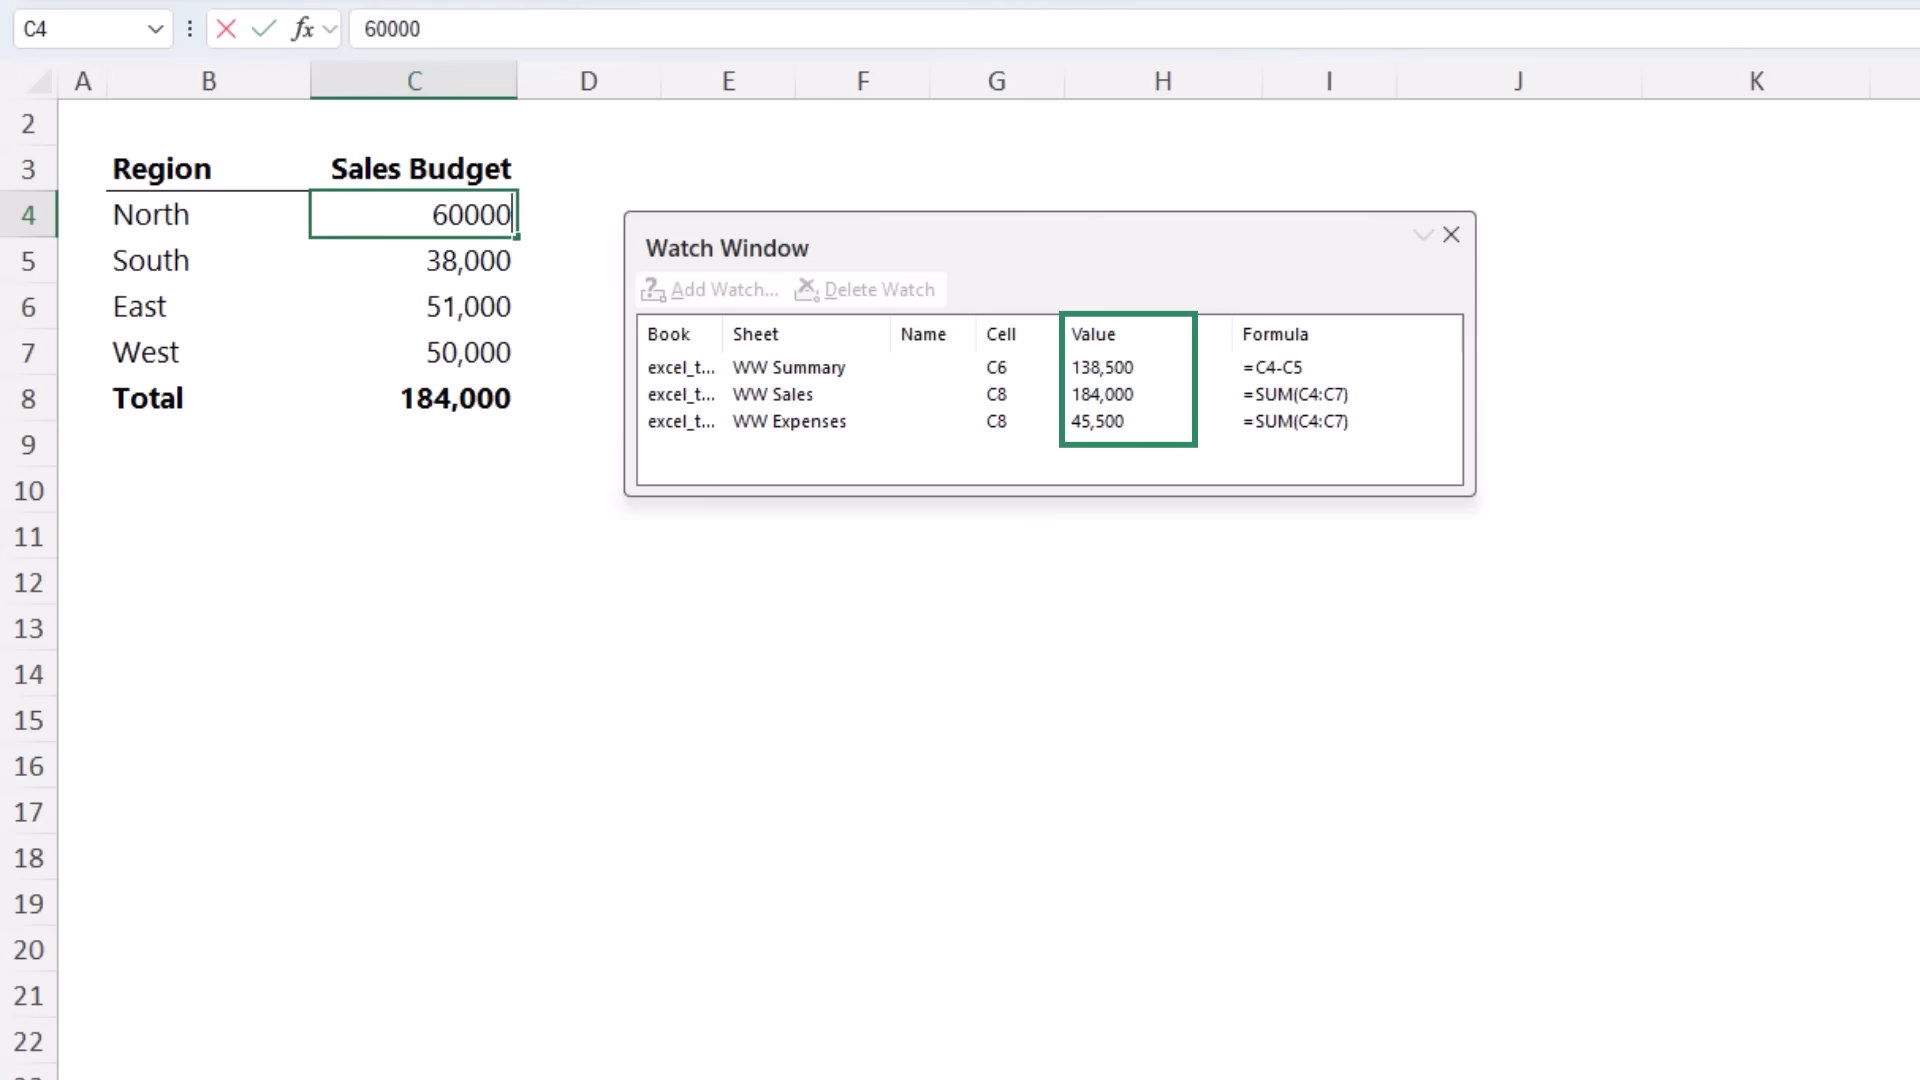 C4 fx 60000
A B C D E F G H I J K
2
3 Region Sales Budget
4 North 60000
5 South 38,000
6 East 51,000
7 West 50,000
8 Total 184,000
9
10
11
12
13
14
15
16
17
18
19
20
21
22
Watch Window
Add Watch... Delete Watch
Book Sheet Name Cell Value Formula
excel_t... WW Summary C6 138,500 =C4-C5
excel_t... WW Sales C8 184,000 =SUM(C4:C7)
excel_t... WW Expenses C8 45,500 =SUM(C4:C7)